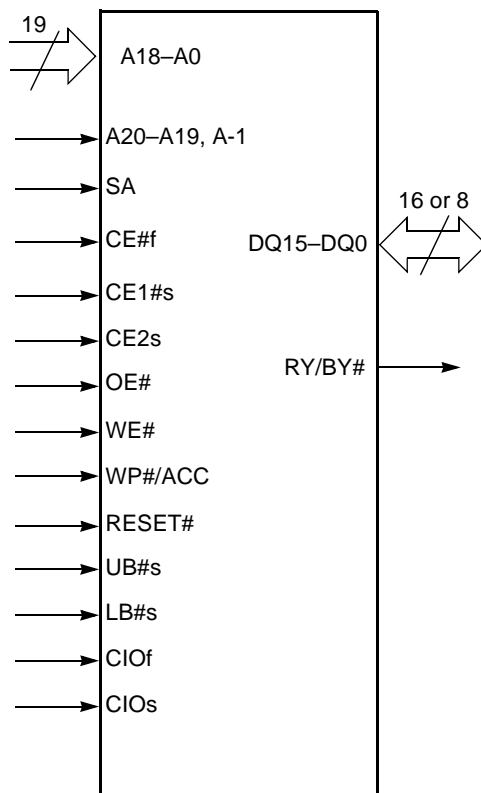 19
A18–A0
A20–A19, A-1
SA
16 or 8
CE#f
DQ15–DQ0
CE1#s
CE2s
RY/BY#
OE#
WE#
WP#/ACC
RESET#
UB#s
LB#s
CIOf
CIOs